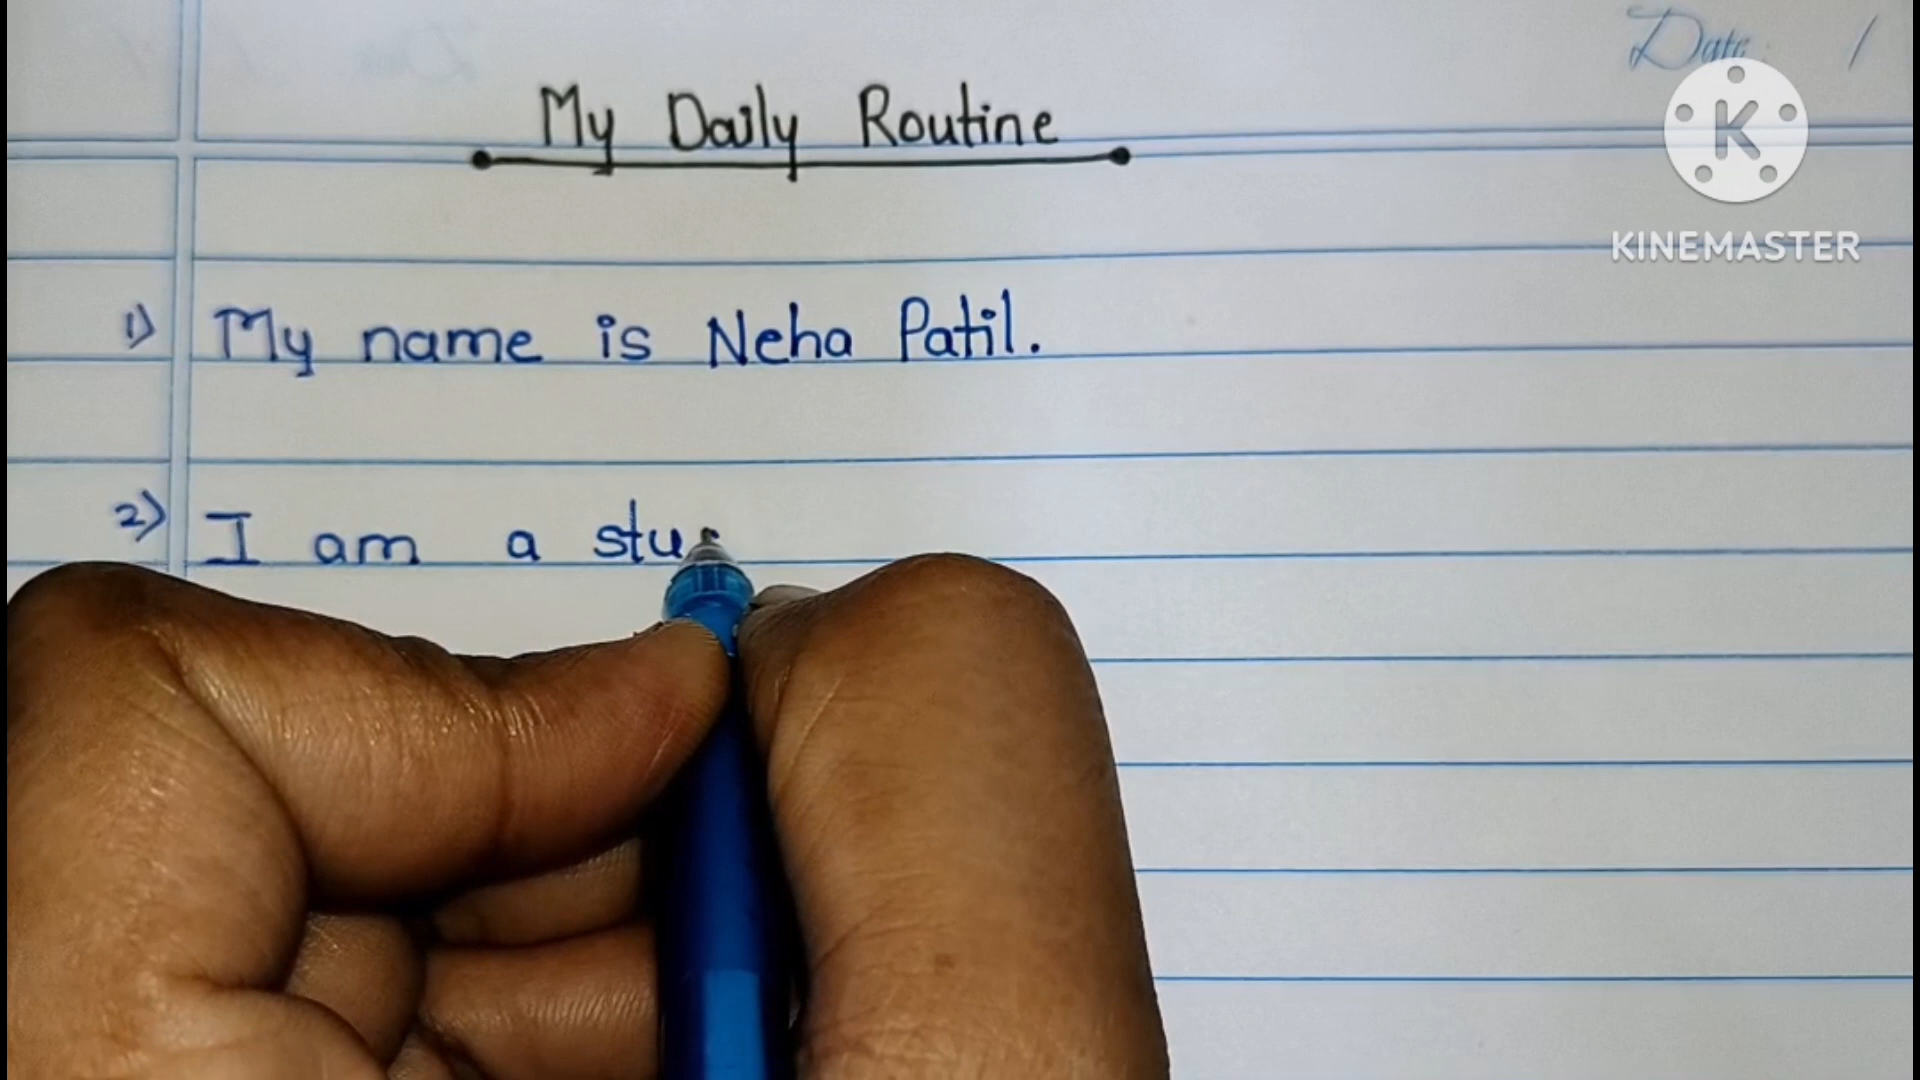 Date. /
My Daily Routine
KINEMASTER
1) My name is Neha Patil.
2) I am a stu